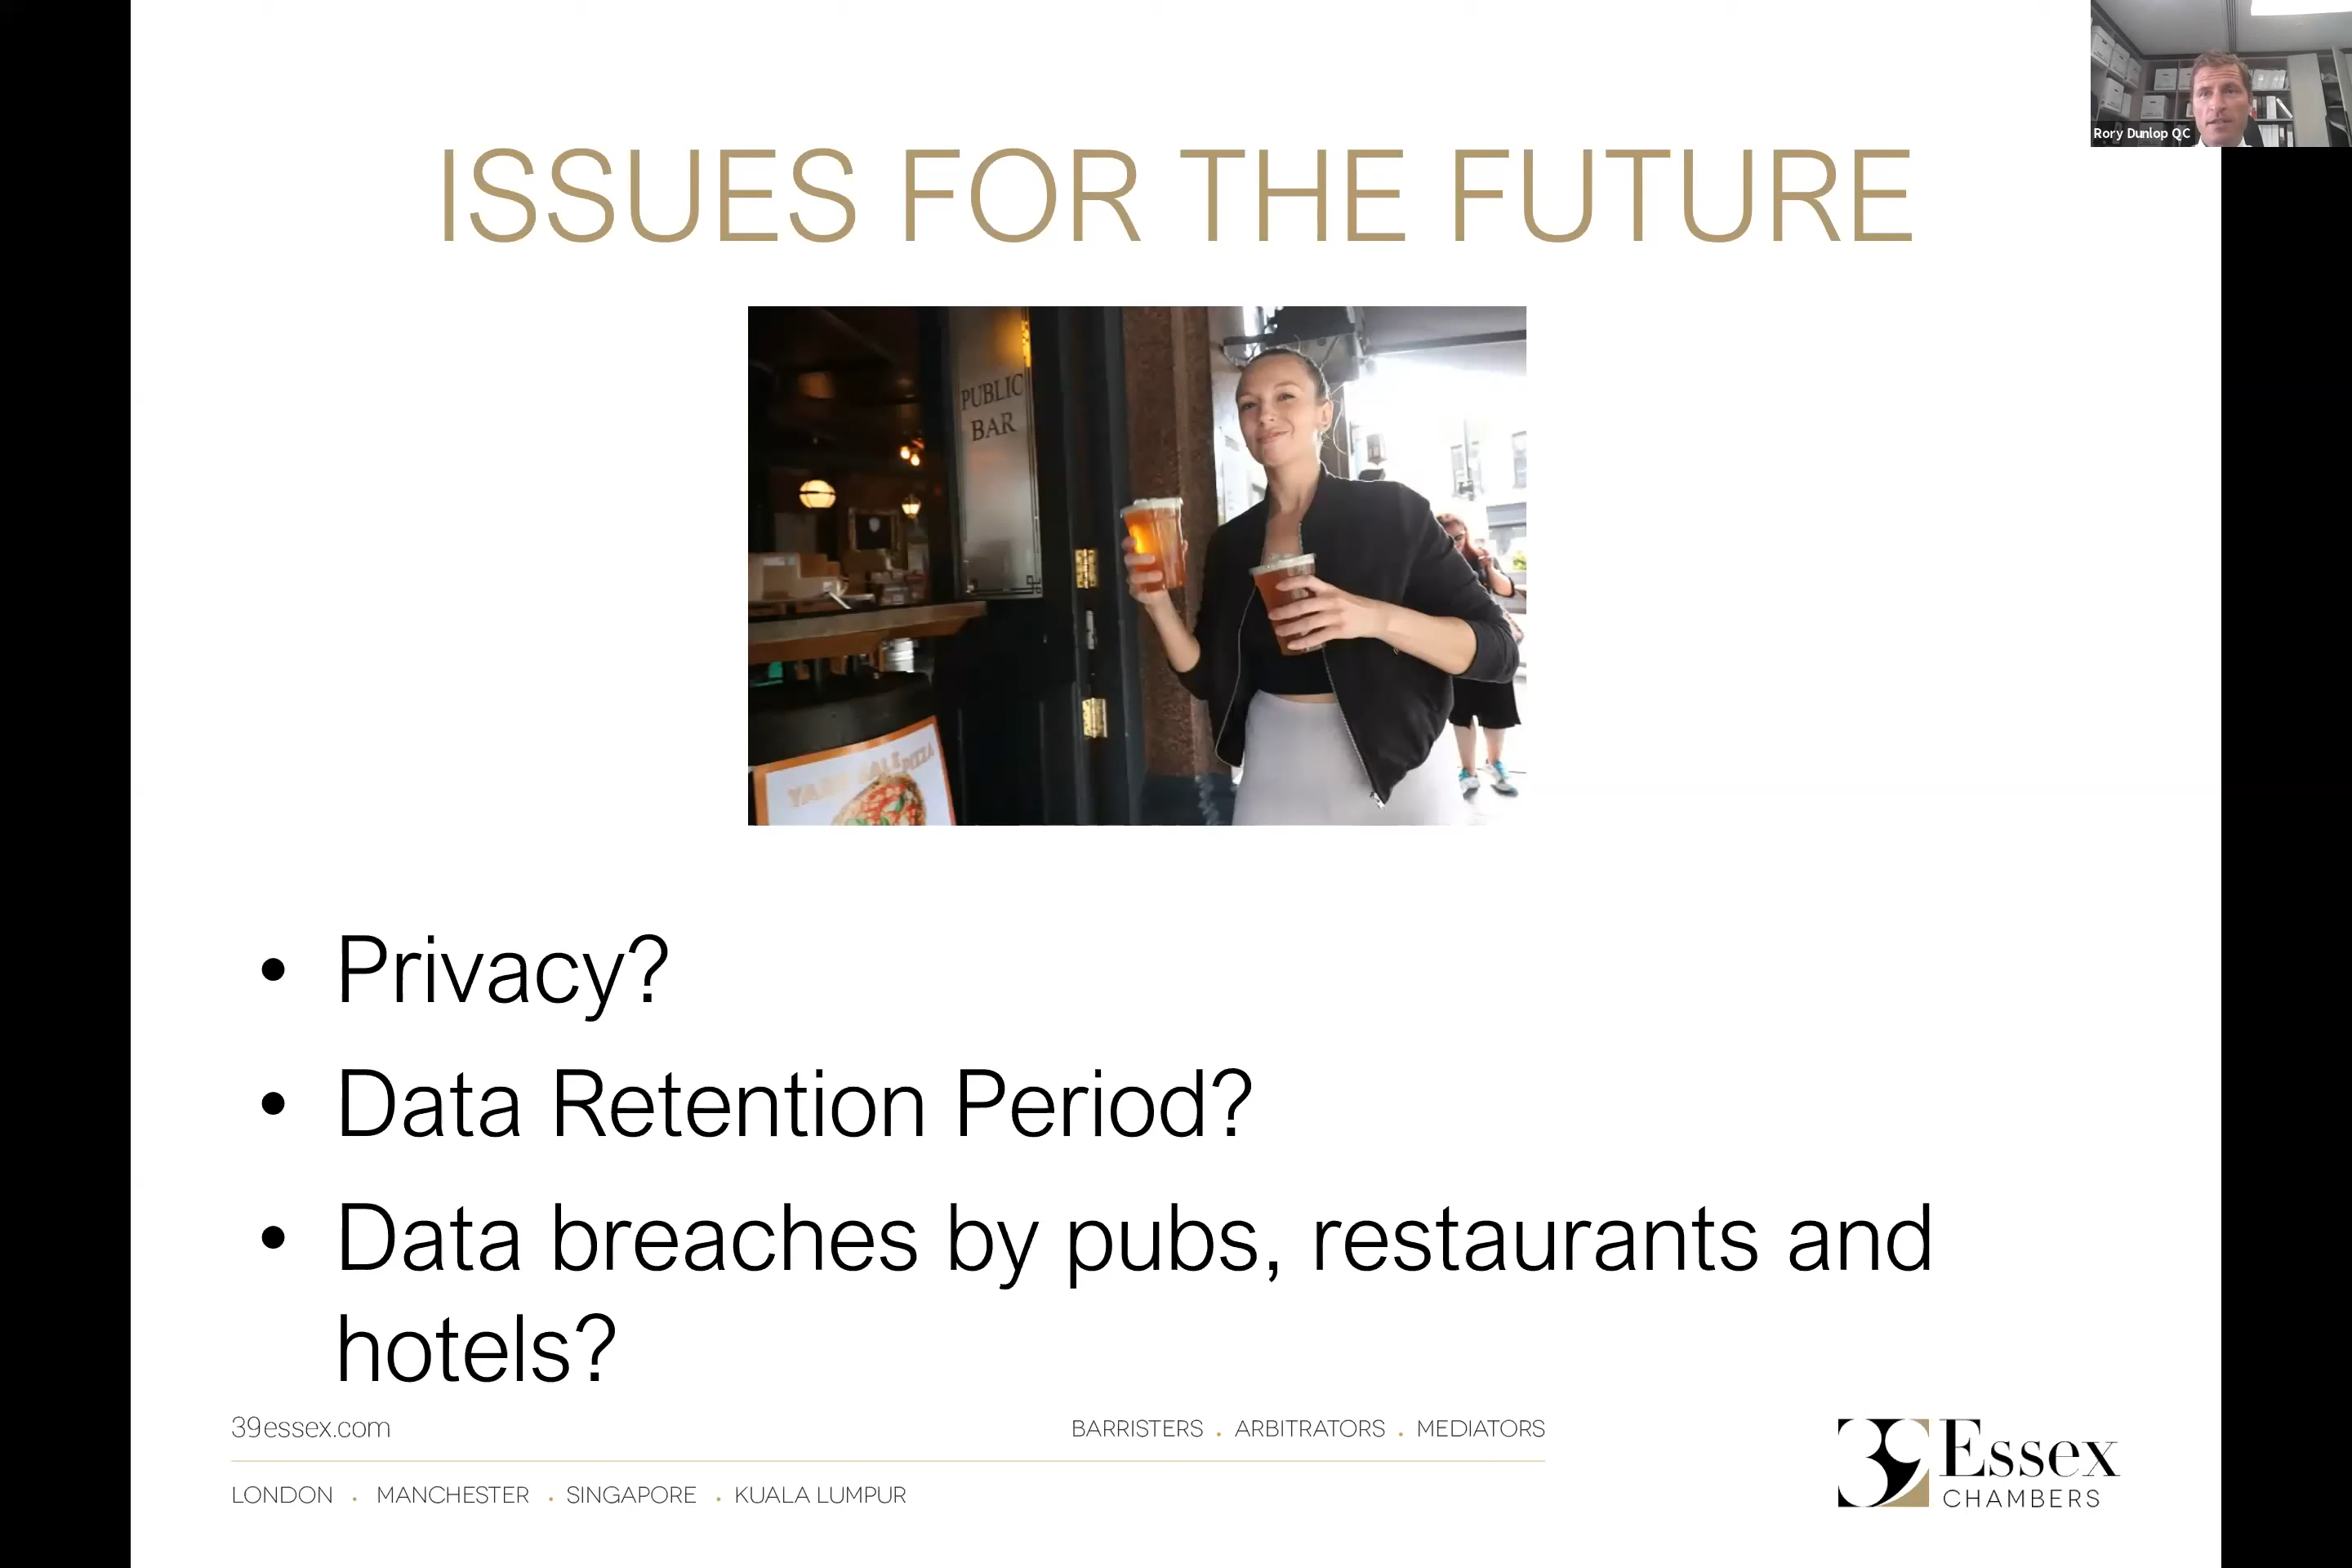 Rory Dunlop QC
ISSUES FOR THE FUTURE
PUBLIC
BAR
PIZZA
• Privacy?
• Data Retention Period?
• Data breaches by pubs, restaurants and
hotels?
39essex.com
BARRISTERS . ARBITRATORS . MEDIATORS
LONDON . MANCHESTER . SINGAPORE . KUALA LUMPUR
39 Essex
CHAMBERS